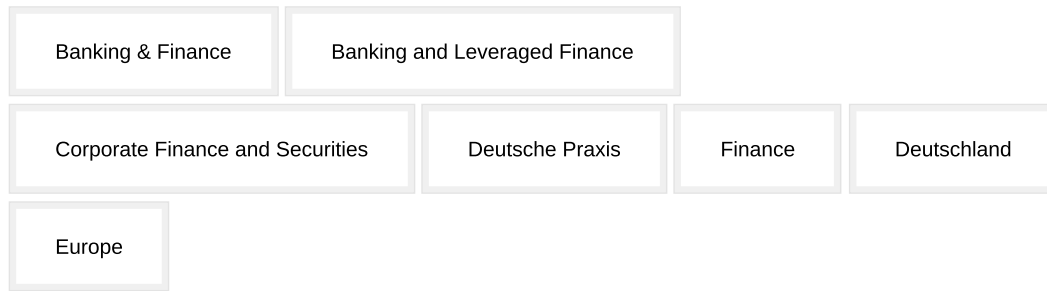 Banking & Finance Banking and Leveraged Finance
Corporate Finance and Securities Deutsche Praxis Finance Deutschland
Europe